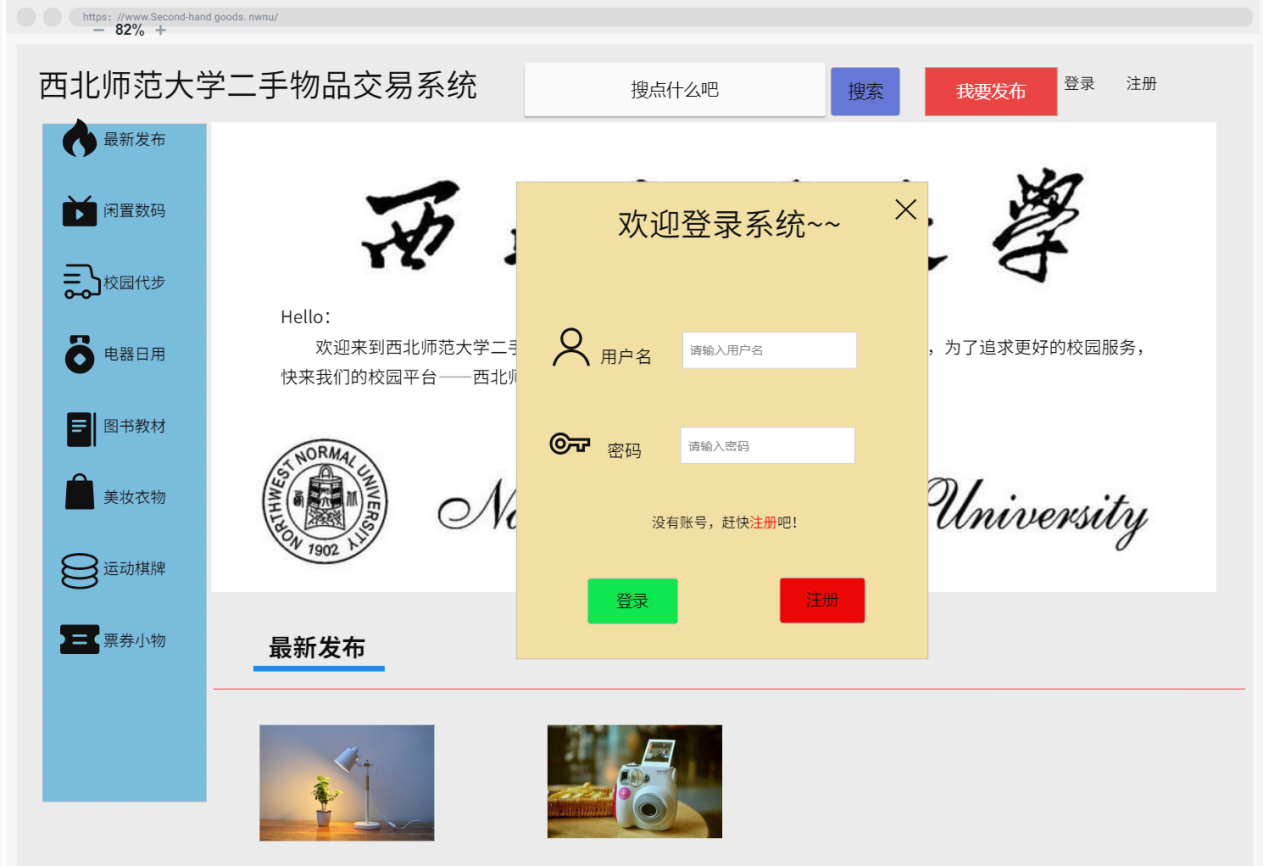 https: //www.Second-hand goods. nwnu/
— 82% +
西北师范大学二手物品交易系统
搜点什么吧
搜索
我要发布
登录
注册
最新发布
闲置数码
校园代步
电器日用
图书教材
美妆衣物
运动棋牌
票券小物
西
學
Hello:
欢迎来到西北师范大学二
，为了追求更好的校园服务，
快来我们的校园平台——西北
NORTHWEST NORMAL UNIVERSITY
1902
University
欢迎登录系统~~
用户名
请输入用户名
密码
请输入密码
没有账号，赶快注册吧！
登录
注册
最新发布